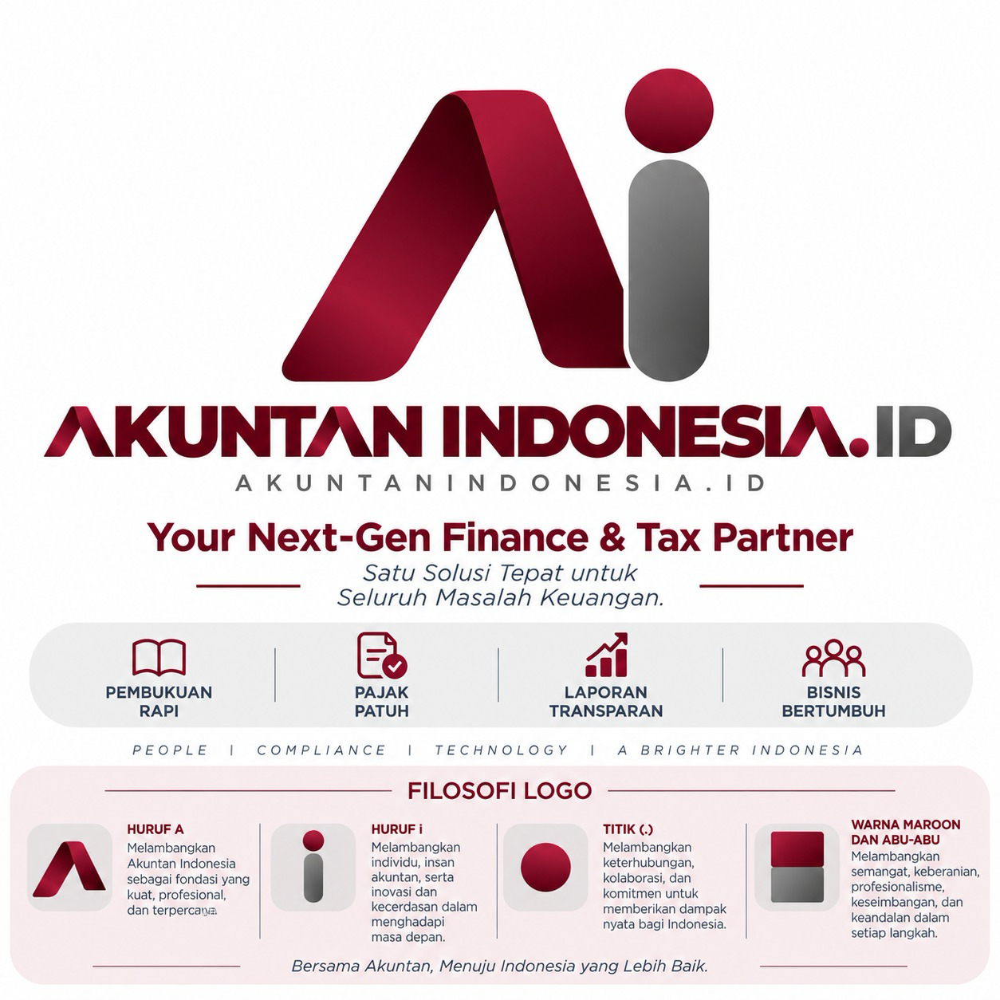 Ai
AKUNTAN INDONESIA.ID
AKUNTANINDONESIA.ID
Your Next-Gen Finance & Tax Partner
Satu Solusi Tepat untuk
Seluruh Masalah Keuangan.
PEMBUKUAN
RAPI
PAJAK
PATUH
LAPORAN
TRANSPARAN
BISNIS
BERTUMBUH
PEOPLE | COMPLIANCE | TECHNOLOGY | A BRIGHTER INDONESIA
FILOSOFI LOGO
HURUF A
Melambangkan
Akuntan Indonesia
sebagai fondasi yang
kuat, profesional,
dan
HURUF i
Melambangkan
individu, insan
akuntan, serta
inovasi dan
kecerdasan dalam
menghadapi
masa depan.
TITIK (.)
Melambangkan
keterhubungan,
kolaborasi, dan
komitmen untuk
memberikan dampak
nyata bagi Indonesia.
WARNA MAROON
DAN ABU-ABU
Melambangkan
semangat, keberanian,
profesionalisme,
keseimbangan, dan
keandalan dalam
setiap langkah.
Bersama Akuntan, Menuju Indonesia yang Lebih Baik.